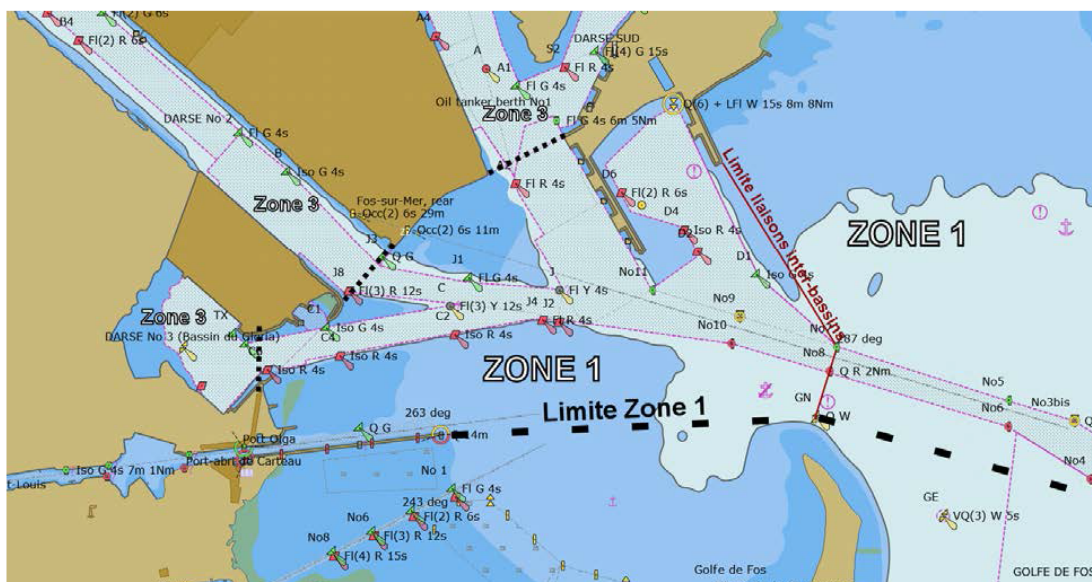 B4
Fl(2) G 6s
Fl(2) R 6s
A4
A
A1
S2
DARSE SUD
Fl(4) G 15s
Fl R 4s
Fl G 4s
Oil tanker berth No1
Zone 3
Fl G 4s 6m 5Nm
Q(6) + LFl W 15s 8m 8Nm
DARSE No 2
Fl G 4s
B
Iso G 4s
Zone 3
Fos-sur-Mer, rear
Occ(2) 6s 29m
Occ(2) 6s 11m
Fl R 4s
D6
Fl(2) R 6s
D4
Iso R 4s
D2
D1
Limite liaisons inter-bassins
ZONE 1
J3
Q G
J1
Fl G 4s
J8
Fl(3) R 12s
C
J
Fl Y 4s
No11
Fl(3) Y 12s
C2
J4
J2
Fl R 4s
No9
No10
287 deg
No8
Q R 2Nm
Zone 3
TX
C1
DARSE No 3 (Bassin du Gloria)
C4
Iso G 4s
Iso R 4s
Iso R 4s
Iso R 4s
C6
ZONE 1
GN
Q W
No5
No6
No3bis
No4
Limite Zone 1
263 deg
Q G
14m
Port Olga
Port-abri de Carteau
Iso G 4s 7m 1Nm
t-Louis
No 1
243 deg
Fl G 4s
Fl(2) R 6s
No6
Fl(3) R 12s
No8
Fl(4) R 15s
GE
VQ(3) W 5s
Golfe de Fos
GOLFE DE FOS